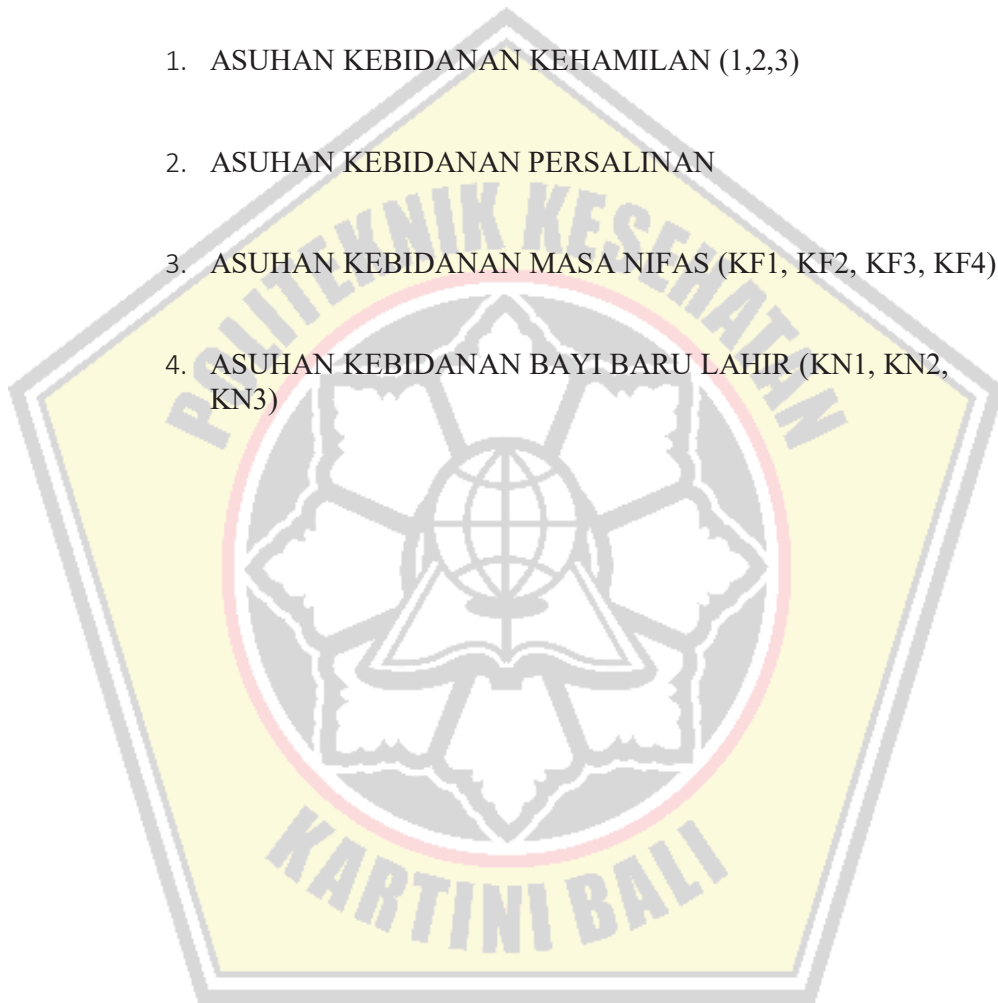 1. ASUHAN KEBIDANAN KEHAMILAN (1,2,3)
2. ASUHAN KEBIDANAN PERSALINAN
3. ASUHAN KEBIDANAN MASA NIFAS (KF1, KF2, KF3, KF4)
4. ASUHAN KEBIDANAN BAYI BARU LAHIR (KN1, KN2,
KN3)
POLITEKNIK KESEHATAN
KARTINI BALI